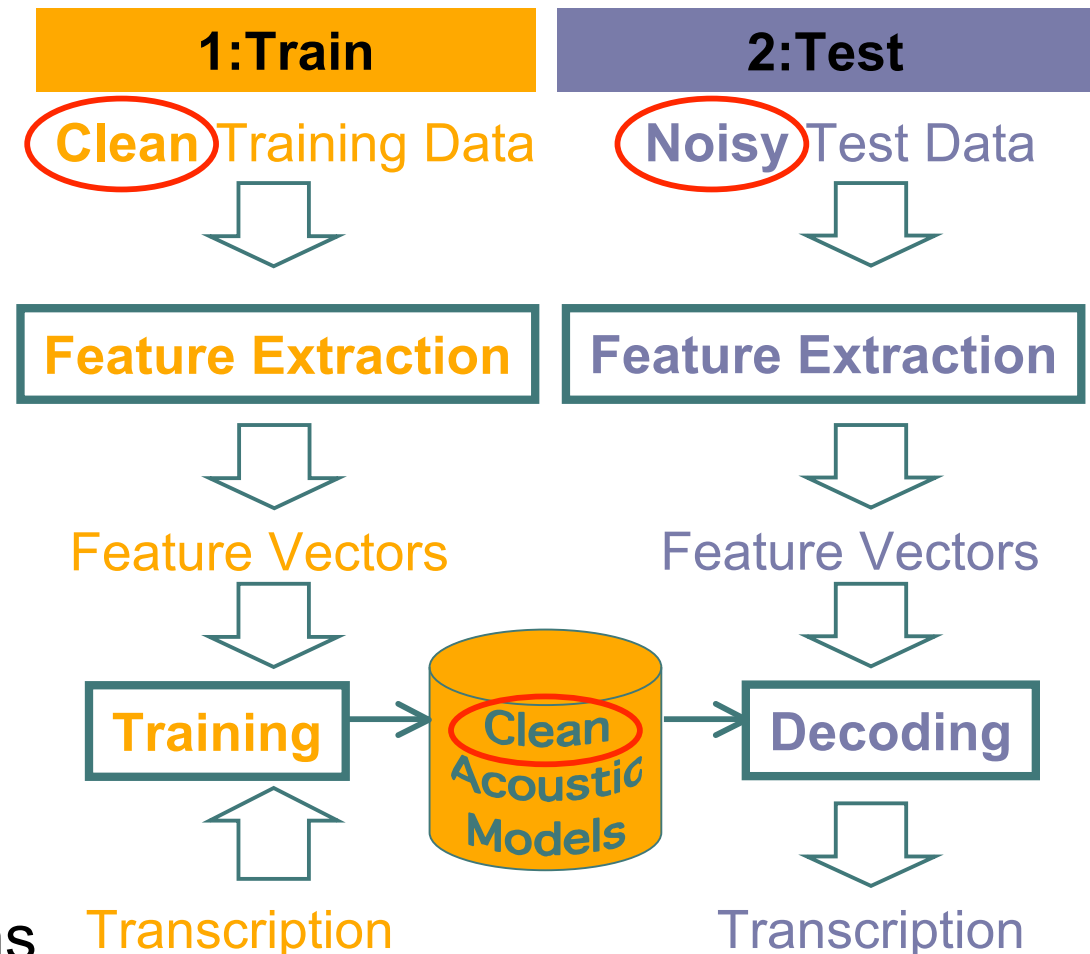 1:Train
Clean Training Data
Feature Extraction
Feature Vectors
Training
Transcription
Clean
Acoustic
Models
2:Test
Noisy Test Data
Feature Extraction
Feature Vectors
Decoding
Transcription